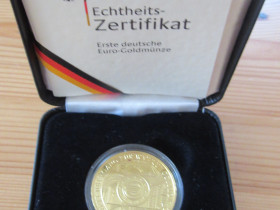 Echtheits-
Zertifikat
Erste deutsche
Euro-Goldmünze